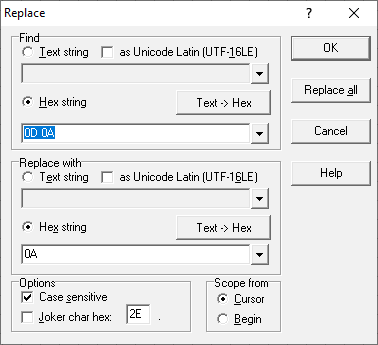 Replace ?
Find
Text string as Unicode Latin (UTF-16LE)
OK
Hex string Text -> Hex
Replace all
0D 0A
Cancel
Replace with
Text string as Unicode Latin (UTF-16LE)
Help
Hex string Text -> Hex
0A
Options
Case sensitive
Joker char hex: 2E .
Scope from
Cursor
Begin